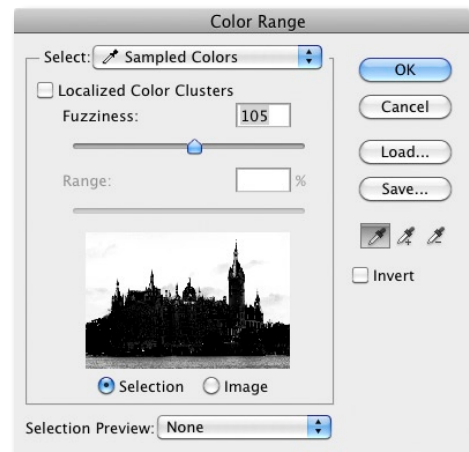 Color Range
Select: Sampled Colors
OK
Localized Color Clusters
Fuzziness: 105
Cancel
Load...
Range: %
Save...
Invert
Selection Image
Selection Preview: None